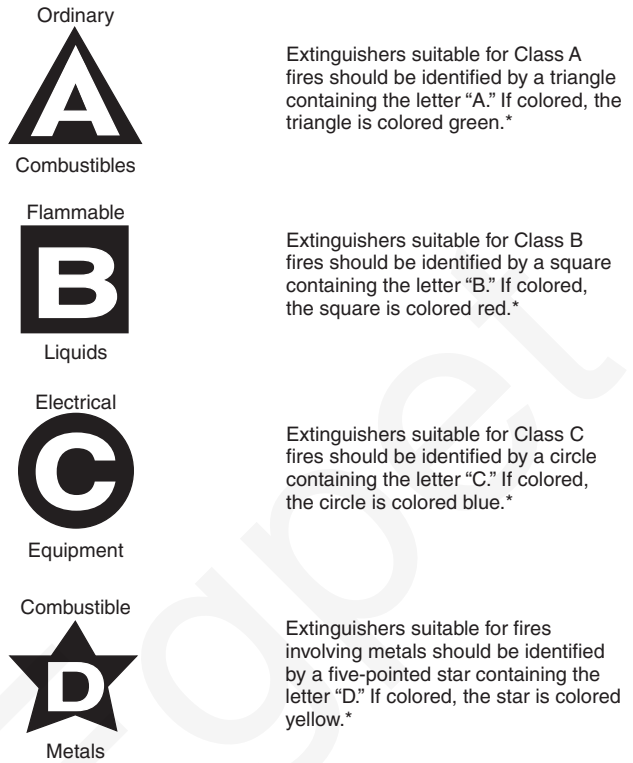 Ordinary
A
Combustibles
Extinguishers suitable for Class A
fires should be identified by a triangle
containing the letter “A.” If colored, the
triangle is colored green.*
Flammable
B
Liquids
Extinguishers suitable for Class B
fires should be identified by a square
containing the letter “B.” If colored,
the square is colored red.*
Electrical
C
Equipment
Extinguishers suitable for Class C
fires should be identified by a circle
containing the letter “C.” If colored,
the circle is colored blue.*
Combustible
D
Metals
Extinguishers suitable for fires
involving metals should be identified
by a five-pointed star containing the
letter “D.” If colored, the star is colored
yellow.*